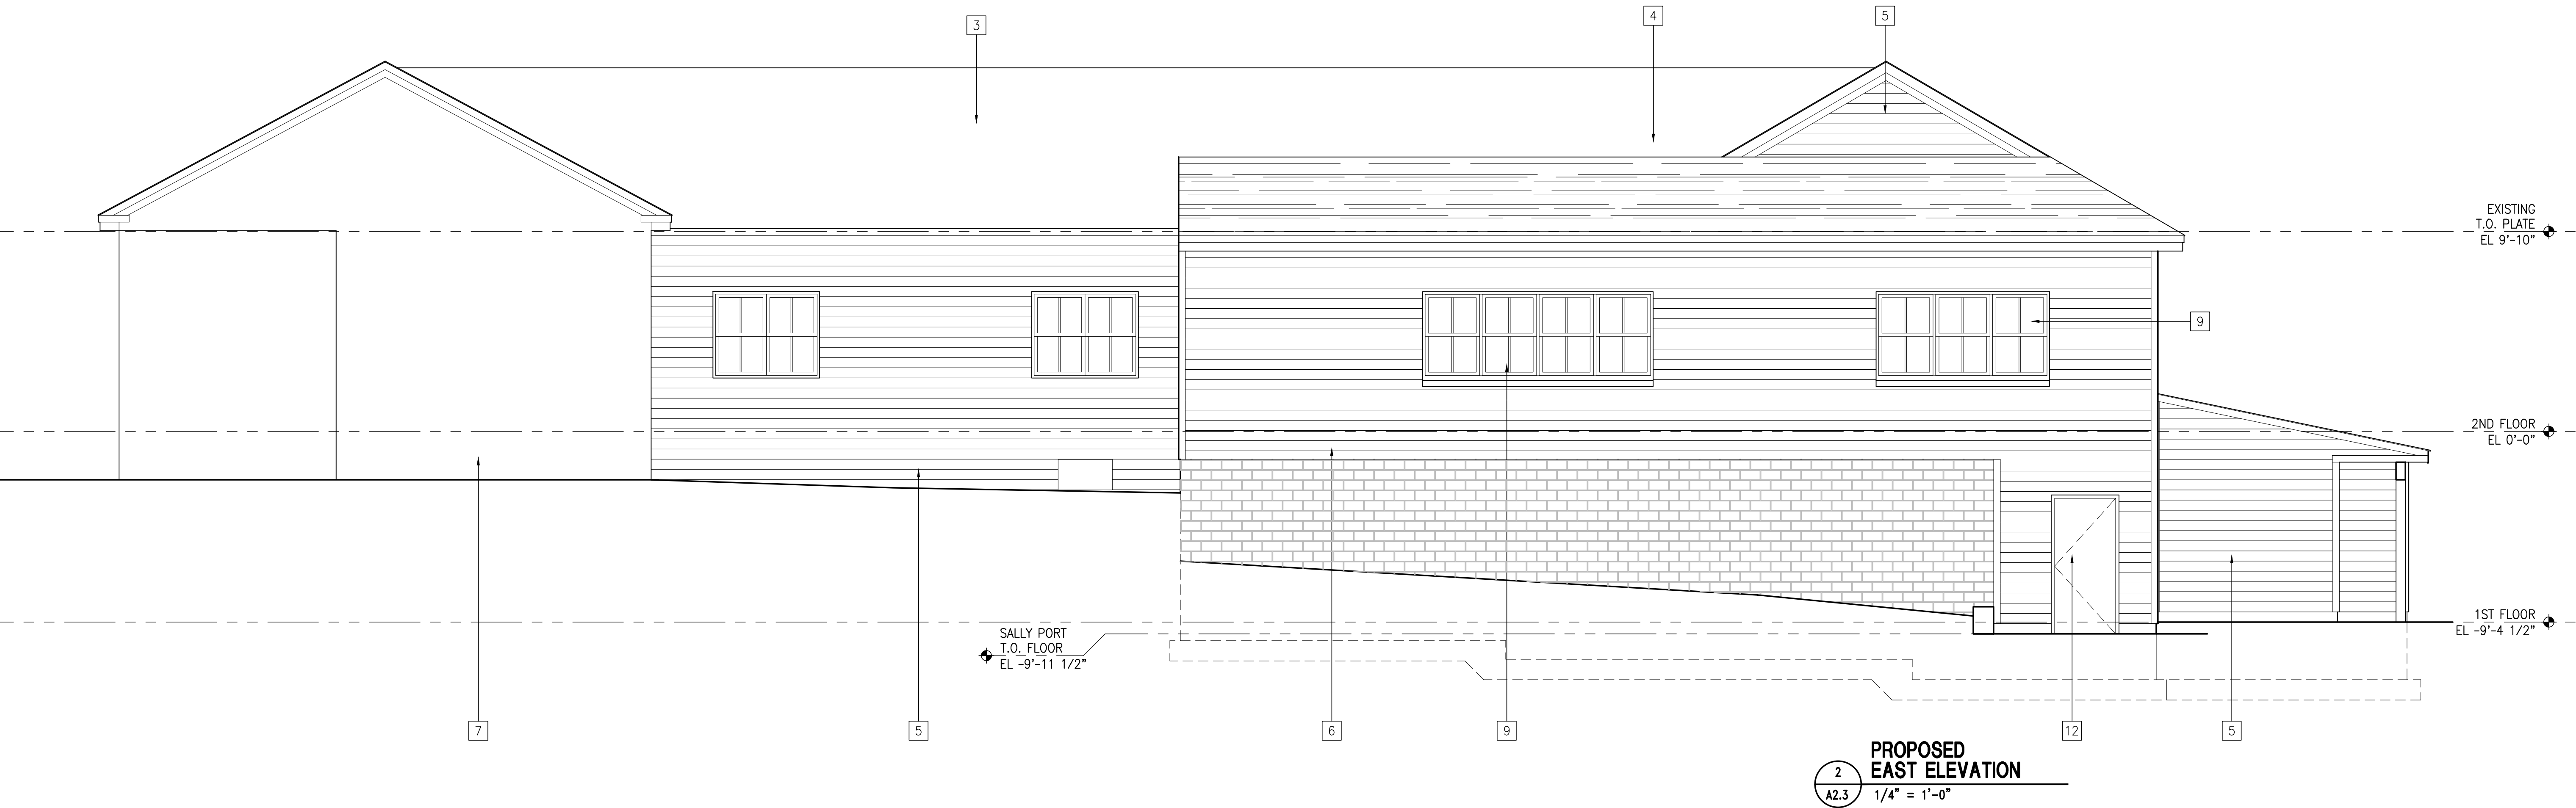 3
4
5
EXISTING
T.O. PLATE
EL 9'-10"
9
2ND FLOOR
EL 0'-0"
1ST FLOOR
EL -9'-4 1/2"
SALLY PORT
T.O. FLOOR
EL -9'-11 1/2"
7
5
6
9
12
5
2
A2.3
PROPOSED
EAST ELEVATION
1/4" = 1'-0"